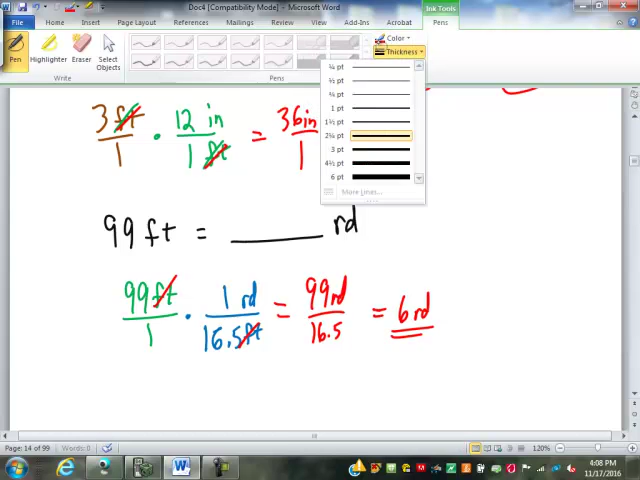 Doc4 [Compatibility Mode] - Microsoft Word
Ink Tools
File Home Insert Page Layout References Mailings Review View Add-Ins Acrobat Pens
Pen Highlighter Eraser Select Objects
Color
Thickness
Write
Pens
¼ pt
½ pt
¾ pt
1 pt
1½ pt
2¼ pt
3 pt
4½ pt
6 pt
More Lines...
3 ft / 1 · 12 in / 1 ft = 36 in / 1
99 ft = ______ rd
99 ft / 1 · 1 rd / 16.5 ft = 99 rd / 16.5 = 6 rd
Page: 14 of 99 Words: 0 120%
4:08 PM
11/17/2016